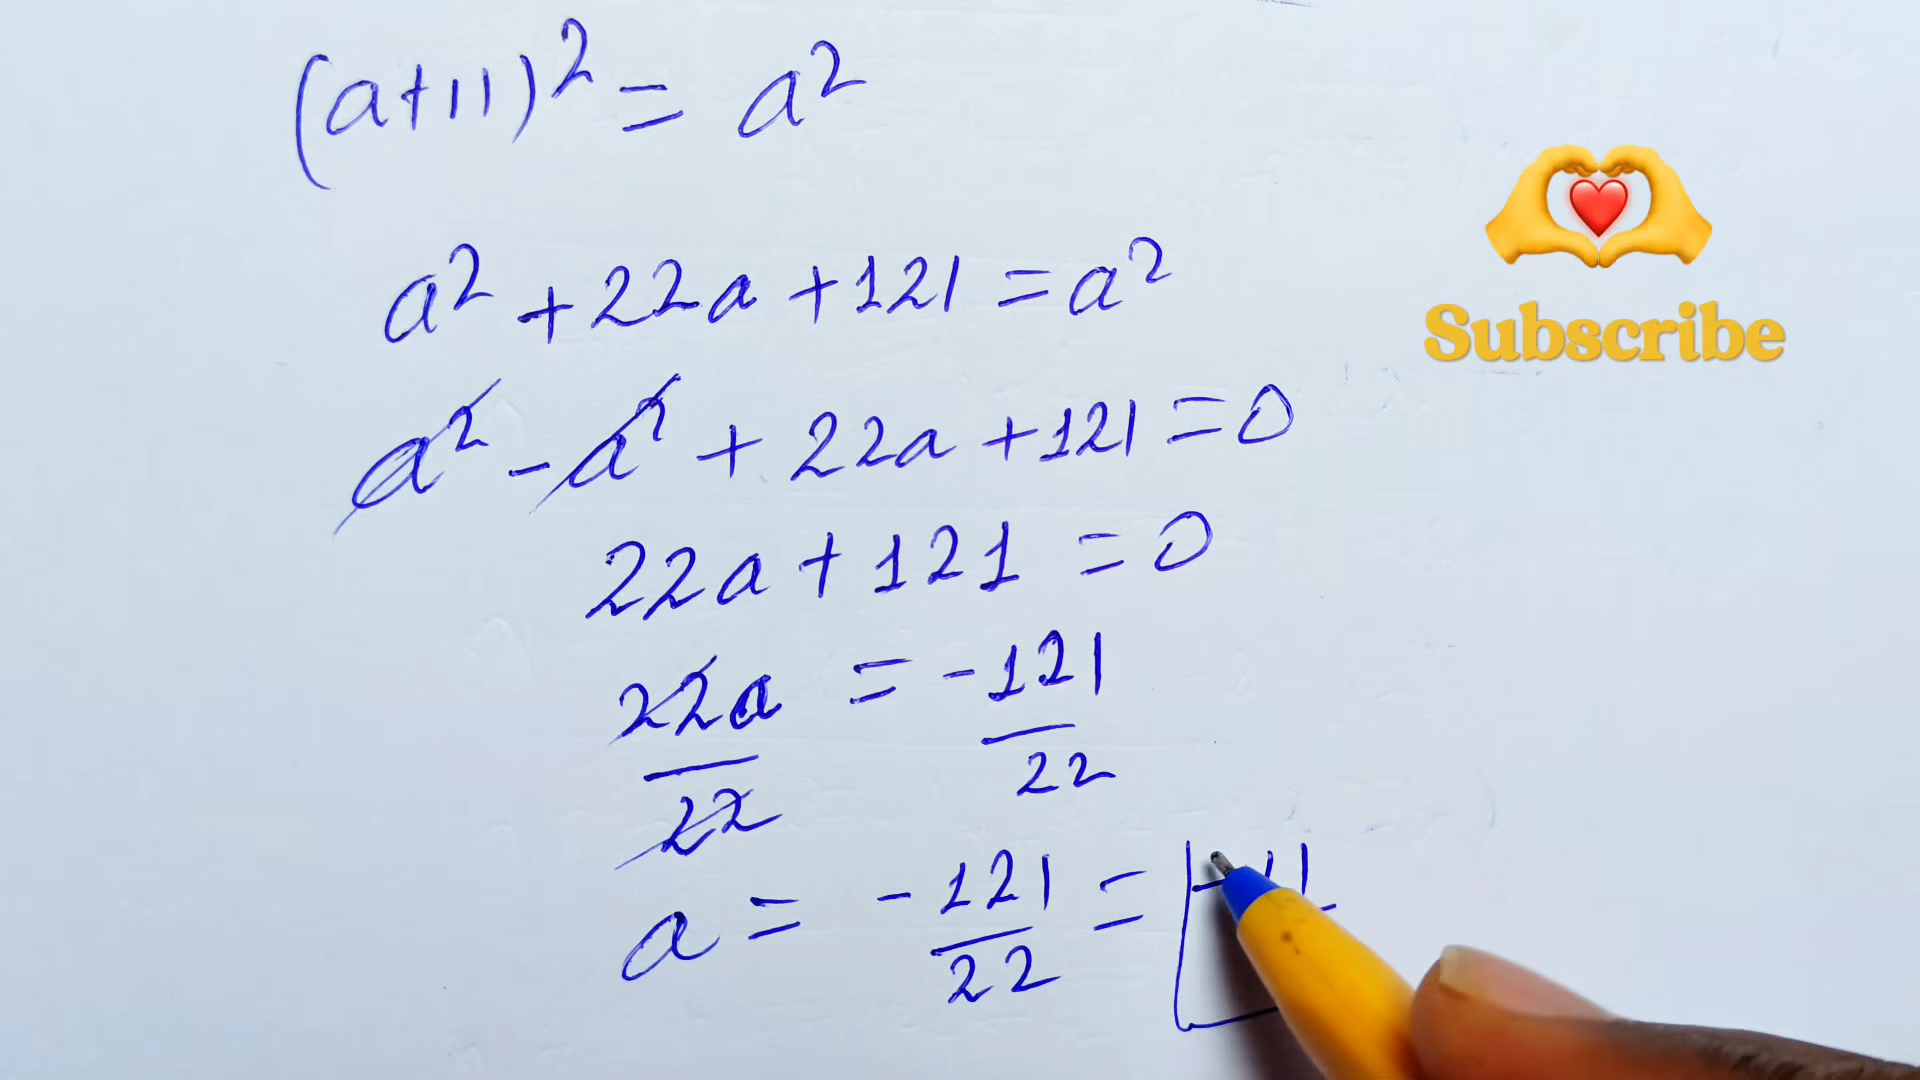 (a+11)² = a²
a² + 22a + 121 = a²
Subscribe
a² - a² + 22a + 121 = 0
22a + 121 = 0
22a/22 = -121/22
a = -121/22 =